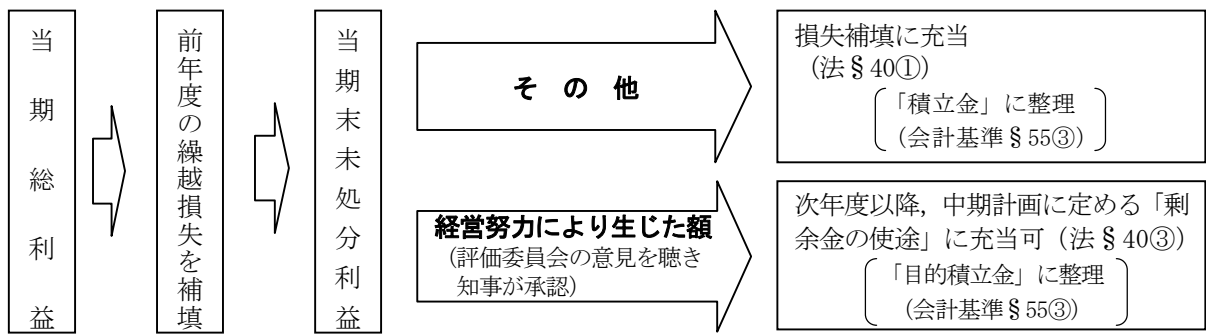 当期総利益
前年度の繰越損失を補填
当期末未処分利益
その他
損失補填に充当
（法§40①）
「積立金」に整理
（会計基準§55③）
経営努力により生じた額
（評価委員会の意見を聴き
知事が承認）
次年度以降，中期計画に定める「剰
余金の使途」に充当可（法§40③）
「目的積立金」に整理
（会計基準§55③）